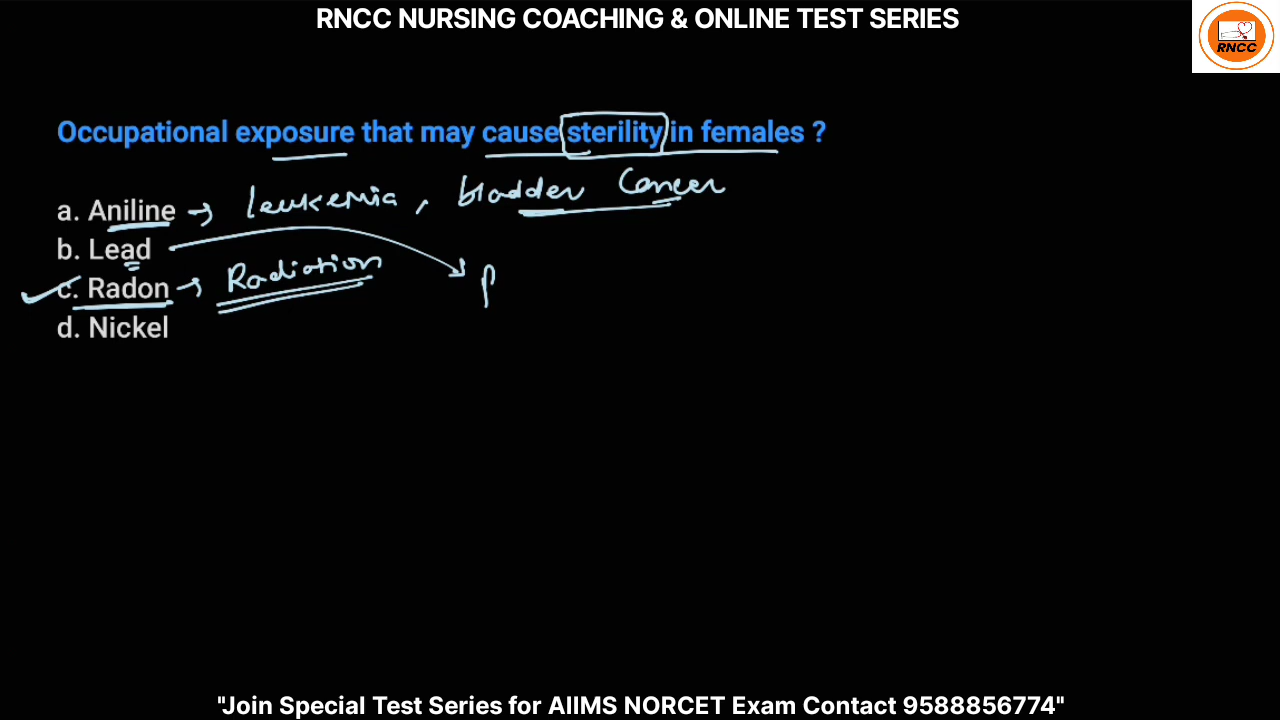 RNCC NURSING COACHING & ONLINE TEST SERIES
RNCC
Occupational exposure that may cause sterility in females ?
a. Aniline → Leukemia, bladder Cancer
b. Lead → P
c. Radon → Radiation
d. Nickel
"Join Special Test Series for AIIMS NORCET Exam Contact 9588856774"